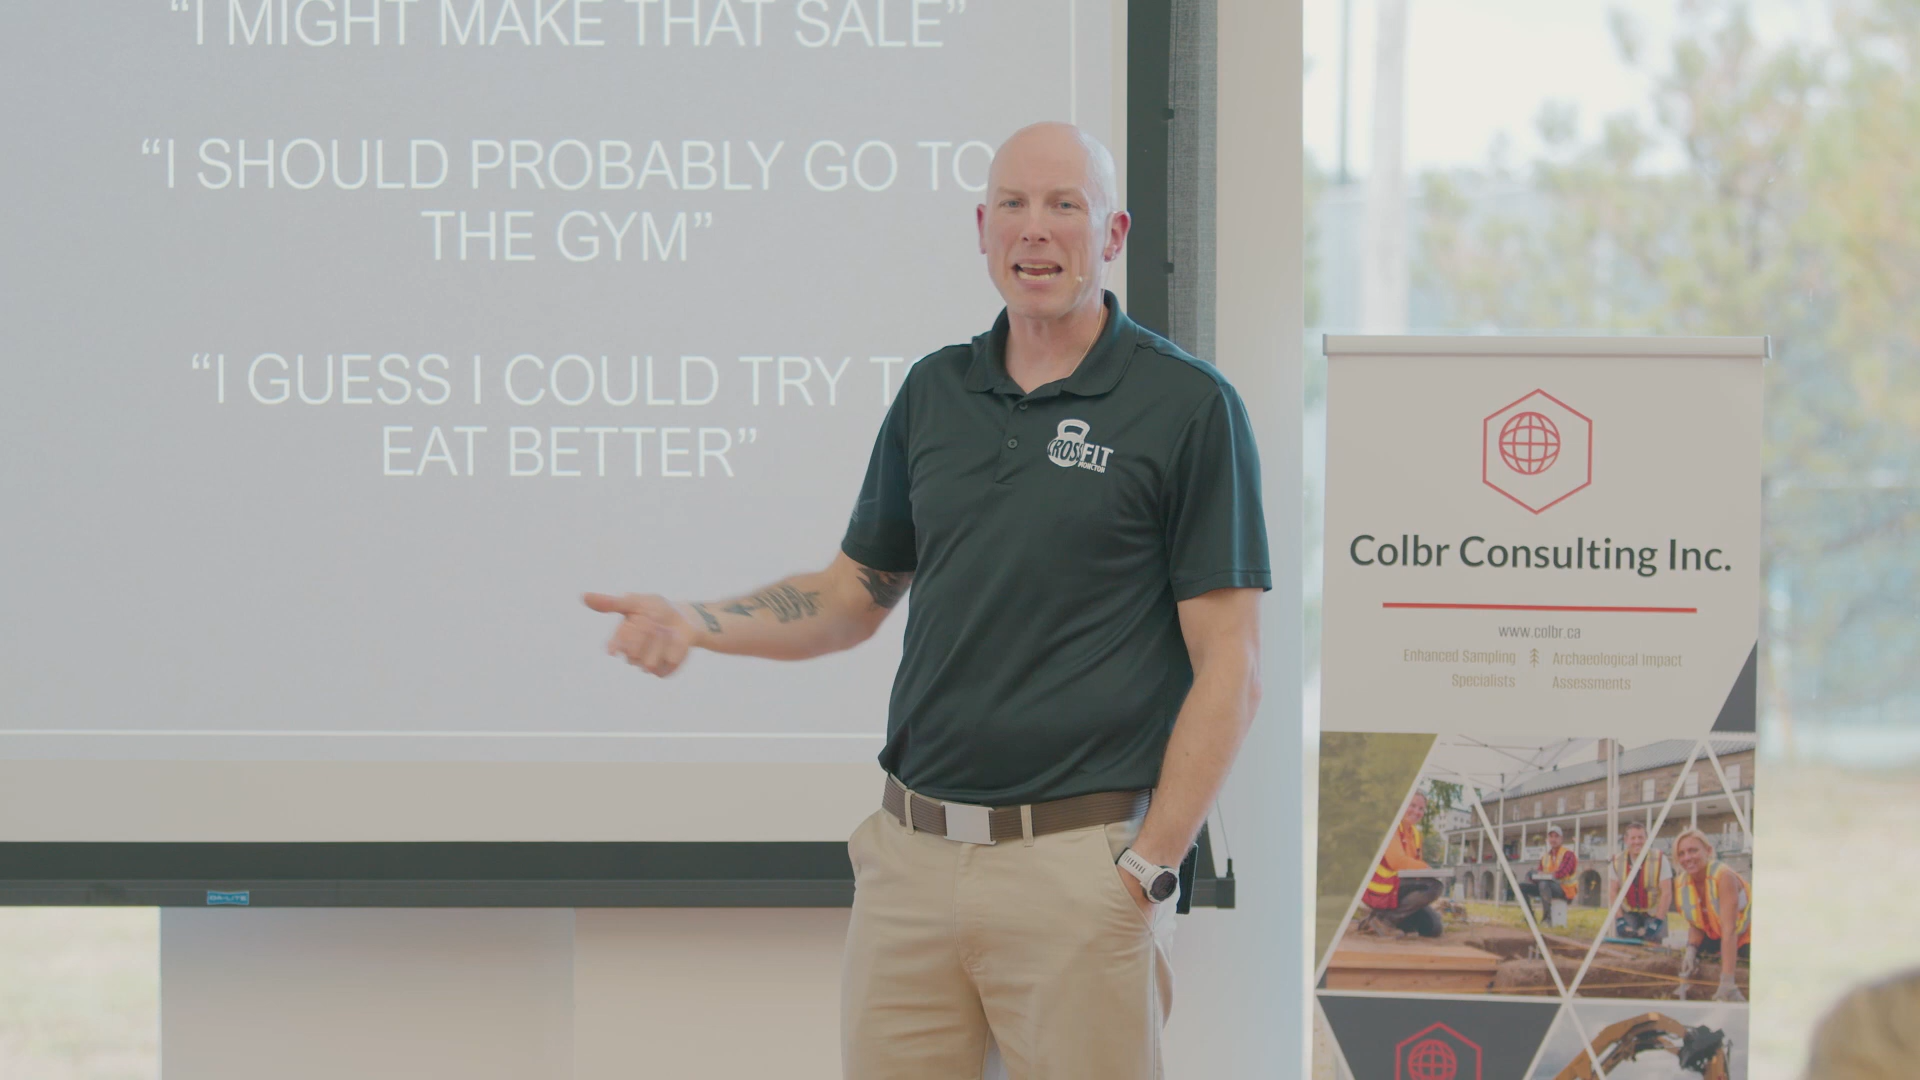 “I MIGHT MAKE THAT SALE”
“I SHOULD PROBABLY GO TO
THE GYM”
“I GUESS I COULD TRY T
EAT BETTER”
CROSSFIT
MONCTON
Colbr Consulting Inc.
www.colbr.ca
Enhanced Sampling
Specialists
Archaeological Impact
Assessments
DA-LITE